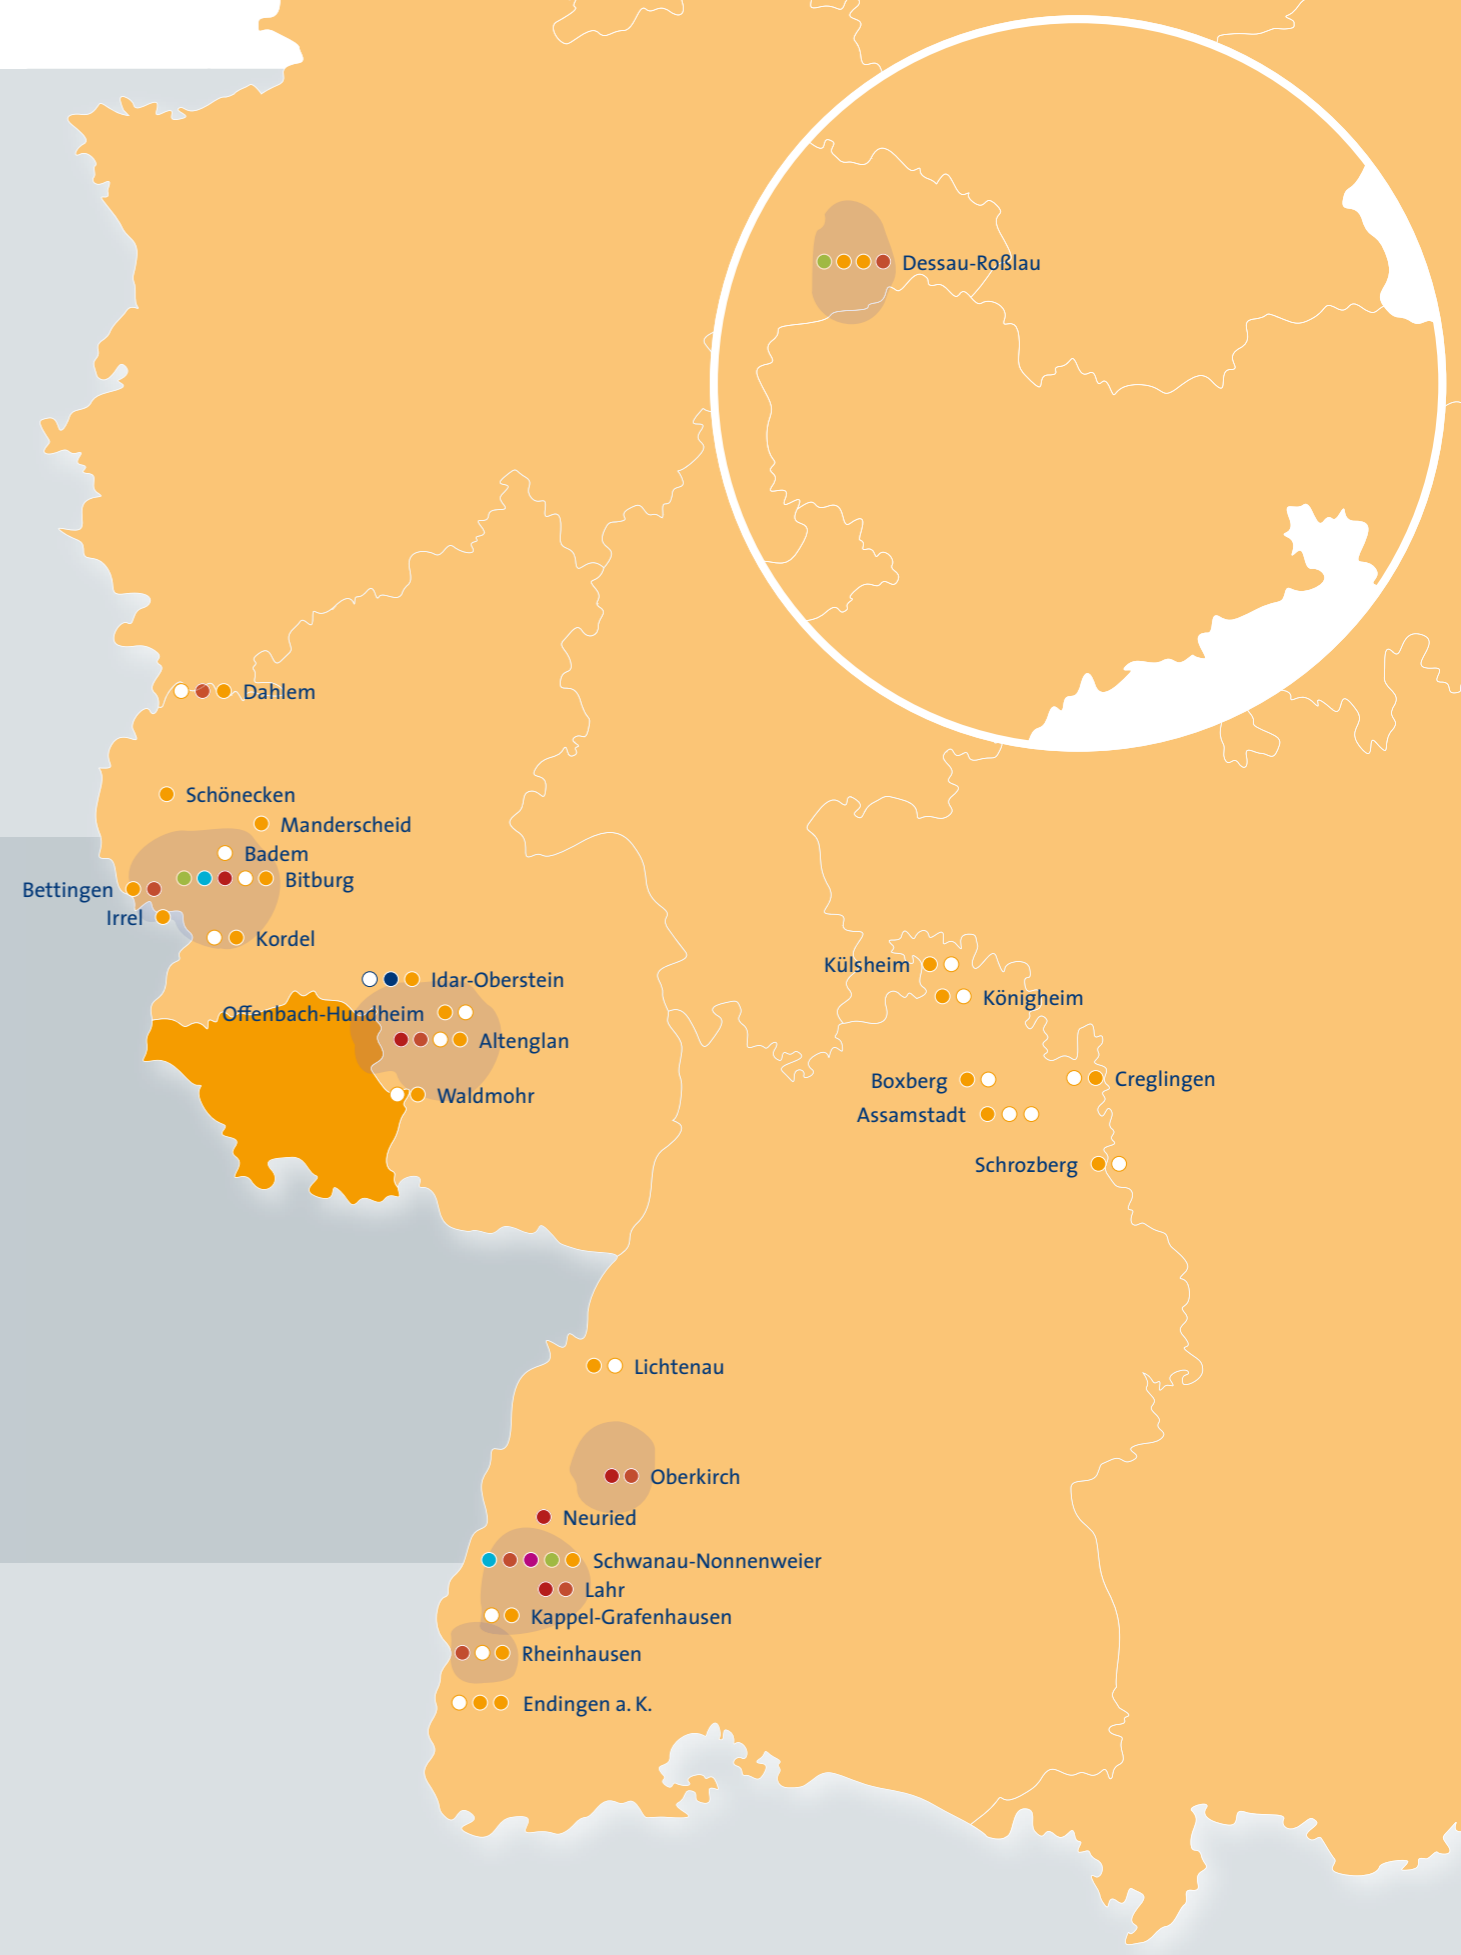 Dessau-Roßlau
Dahlem
Schönecken
Manderscheid
Badem
Bitburg
Bettingen
Irrel
Kordel
Külsheim
Idar-Oberstein
Königheim
Offenbach-Hundheim
Altenglan
Boxberg
Creglingen
Waldmohr
Assamstadt
Schrozberg
Lichtenau
Oberkirch
Neuried
Schwanau-Nonnenweier
Lahr
Kappel-Grafenhausen
Rheinhausen
Endingen a. K.